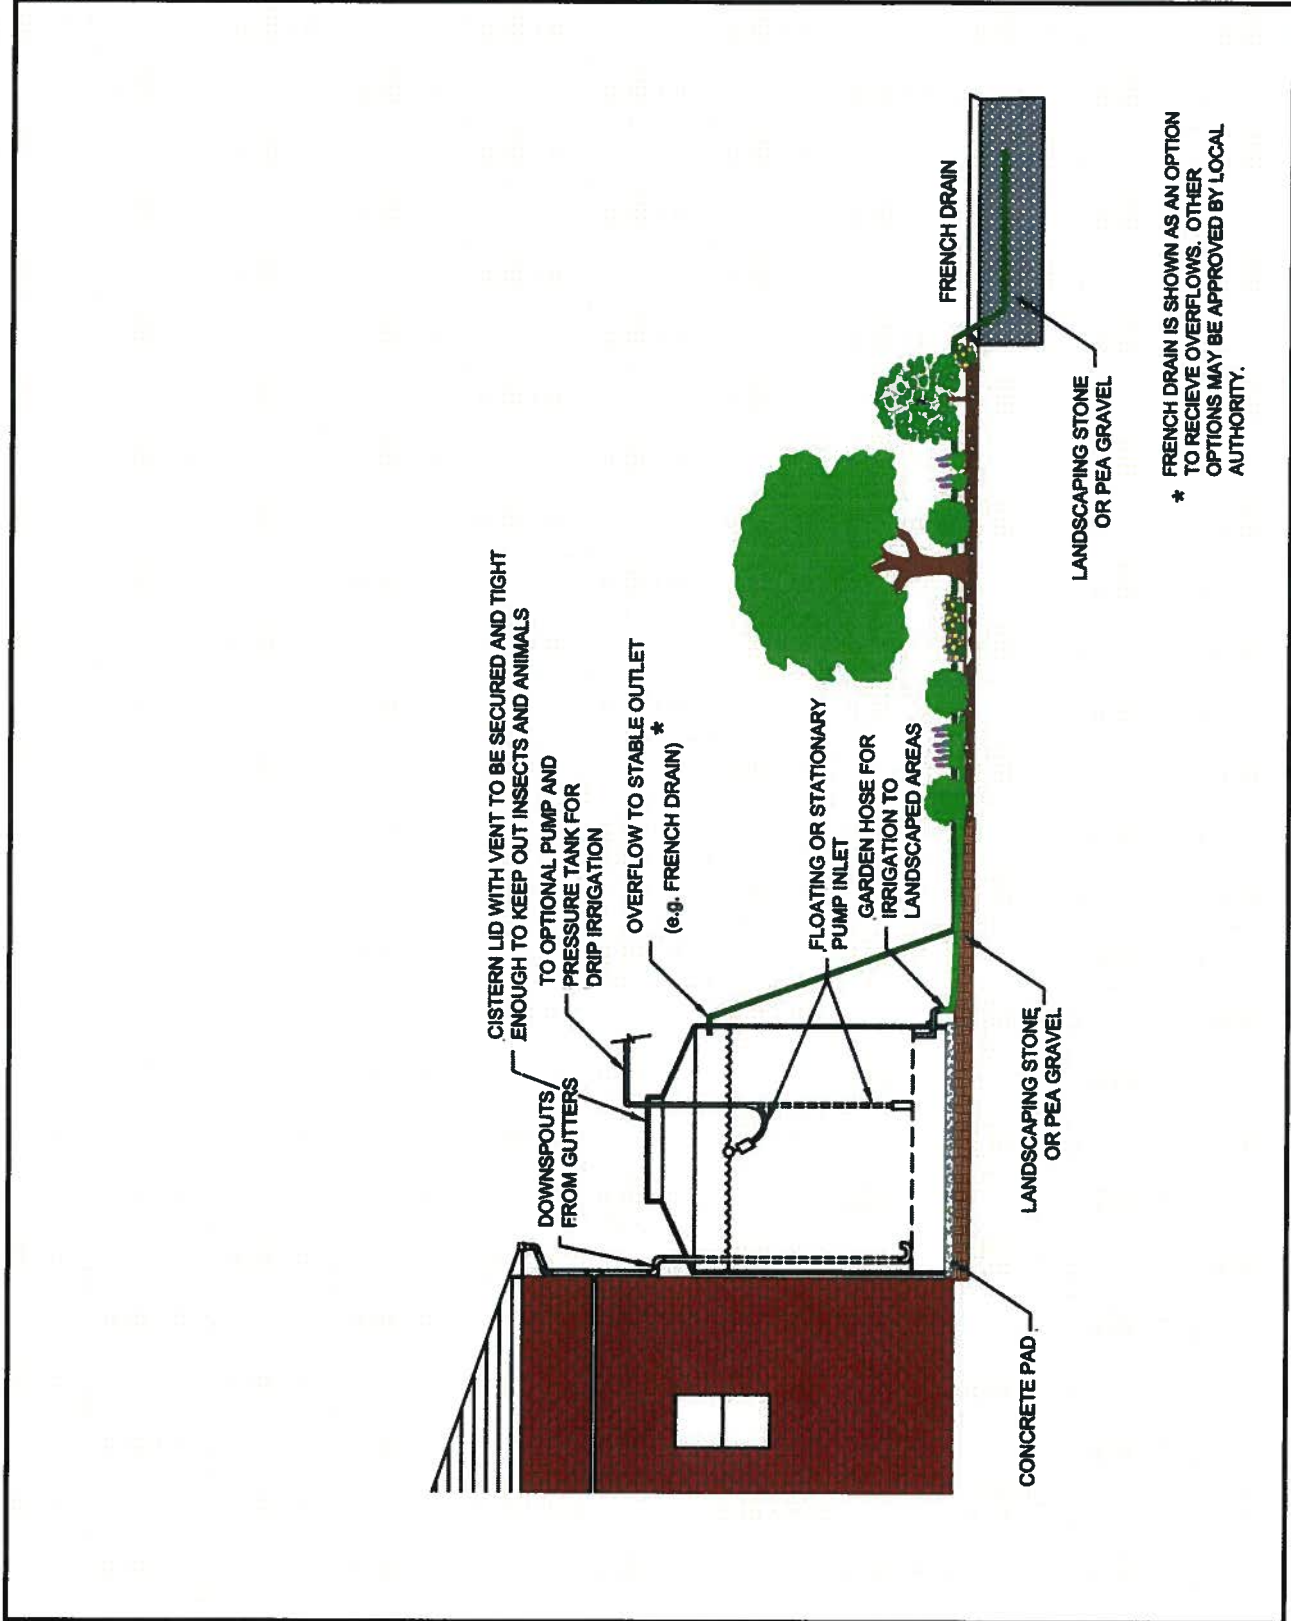 CISTERN LID WITH VENT TO BE SECURED AND TIGHT
ENOUGH TO KEEP OUT INSECTS AND ANIMALS
DOWNSPOUTS
FROM GUTTERS
TO OPTIONAL PUMP AND
PRESSURE TANK FOR
DRIP IRRIGATION
OVERFLOW TO STABLE OUTLET
(e.g. FRENCH DRAIN) *
FLOATING OR STATIONARY
PUMP INLET
GARDEN HOSE FOR
IRRIGATION TO
LANDSCAPED AREAS
FRENCH DRAIN
CONCRETE PAD
LANDSCAPING STONE
OR PEA GRAVEL
LANDSCAPING STONE
OR PEA GRAVEL
* FRENCH DRAIN IS SHOWN AS AN OPTION
TO RECIEVE OVERFLOWS. OTHER
OPTIONS MAY BE APPROVED BY LOCAL
AUTHORITY.